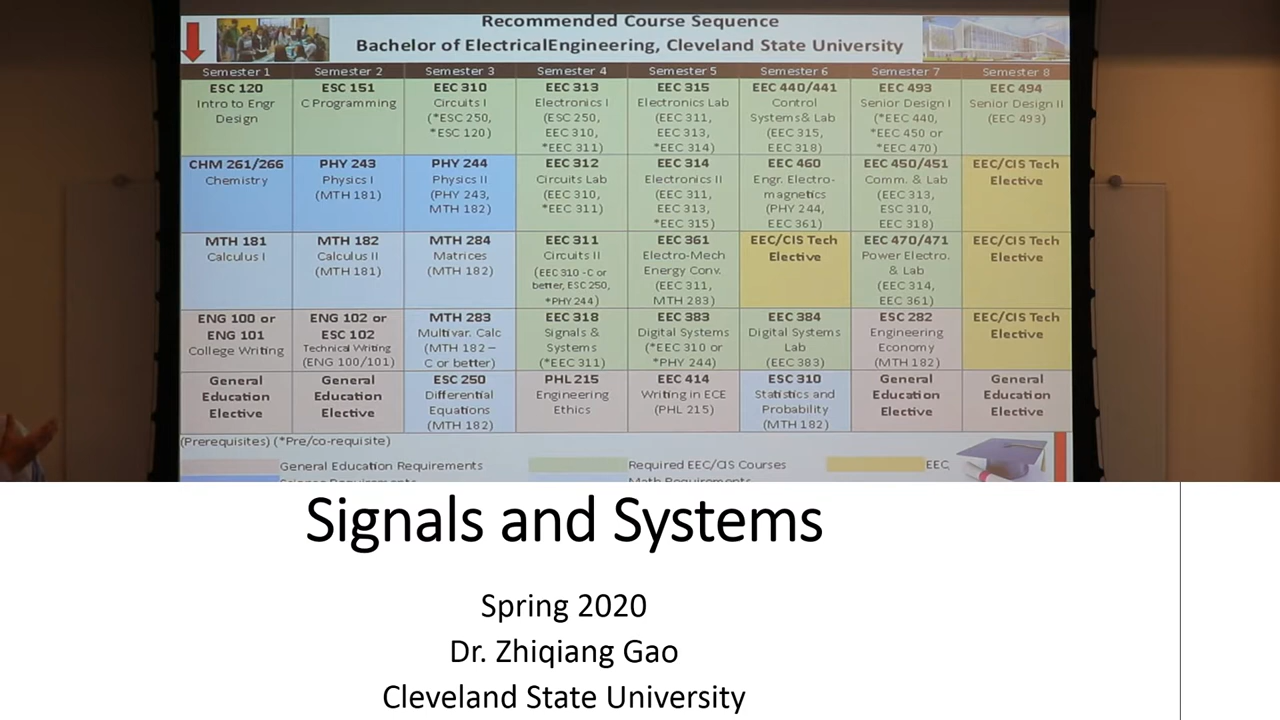 Recommended Course Sequence
Bachelor of ElectricalEngineering, Cleveland State University
Semester 1 Semester 2 Semester 3 Semester 4 Semester 5 Semester 6 Semester 7 Semester 8
ESC 120
Intro to Engr
Design
ESC 151
C Programming
EEC 310
Circuits I
(*ESC 250,
*ESC 120)
EEC 313
Electronics I
(ESC 250,
EEC 310,
*EEC 311)
EEC 315
Electronics Lab
(EEC 311,
EEC 313,
*EEC 314)
EEC 440/441
Control
Systems& Lab
(EEC 315,
EEC 318)
EEC 493
Senior Design I
(*EEC 440,
*EEC 450 or
*EEC 470)
EEC 494
Senior Design II
(EEC 493)
CHM 261/266
Chemistry
PHY 243
Physics I
(MTH 181)
PHY 244
Physics II
(PHY 243,
MTH 182)
EEC 312
Circuits Lab
(EEC 310,
*EEC 311)
EEC 314
Electronics II
(EEC 311,
EEC 313,
*EEC 315)
EEC 460
Engr. Electro-
magnetics
(PHY 244,
EEC 361)
EEC 450/451
Comm. & Lab
(EEC 313,
ESC 310,
EEC 318)
EEC/CIS Tech
Elective
MTH 181
Calculus I
MTH 182
Calculus II
(MTH 181)
MTH 284
Matrices
(MTH 182)
EEC 311
Circuits II
(EEC 310 -C or
better, ESC 250,
*PHY 244)
EEC 361
Electro-Mech
Energy Conv.
(EEC 311,
MTH 283)
EEC/CIS Tech
Elective
EEC 470/471
Power Electro.
& Lab
(EEC 314,
EEC 361)
EEC/CIS Tech
Elective
ENG 100 or
ENG 101
College Writing
ENG 102 or
ESC 102
Technical Writing
(ENG 100/101)
MTH 283
Multivar. Calc
(MTH 182 –
C or better)
EEC 318
Signals &
Systems
(*EEC 311)
EEC 383
Digital Systems
(*EEC 310 or
*PHY 244)
EEC 384
Digital Systems
Lab
(EEC 383)
ESC 282
Engineering
Economy
(MTH 182)
EEC/CIS Tech
Elective
General
Education
Elective
General
Education
Elective
ESC 250
Differential
Equations
(MTH 182)
PHL 215
Engineering
Ethics
EEC 414
Writing in ECE
(PHL 215)
ESC 310
Statistics and
Probability
(MTH 182)
General
Education
Elective
General
Education
Elective
(Prerequisites) (*Pre/co-requisite)
General Education Requirements Required EEC/CIS Courses EEC
Signals and Systems
Spring 2020
Dr. Zhiqiang Gao
Cleveland State University